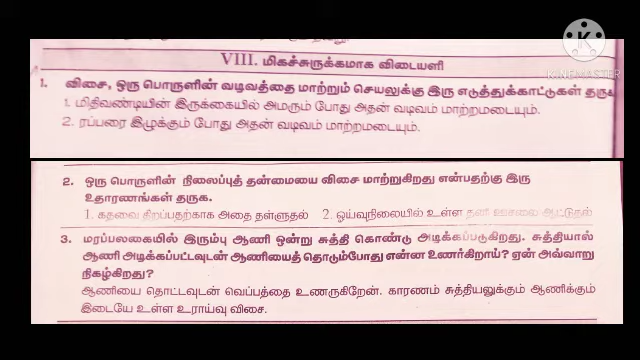 VIII. மிகச்சுருக்கமாக விடையளி
KINEMASTER
1. விசை, ஒரு பொருளின் வடிவத்தை மாற்றும் செயலுக்கு இரு எடுத்துக்காட்டுகள் தருக
1. மிதிவண்டியின் இருக்கையில் அமரும் போது அதன் வடிவம் மாற்றமடையும்.
2. ரப்பரை இழுக்கும் போது அதன் வடிவம் மாற்றமடையும்.
2. ஒரு பொருளின் நிலைப்புத் தன்மையை விசை மாற்றுகிறது என்பதற்கு இரு
உதாரணங்கள் தருக.
1. கதவை திறப்பதற்காக அதை தள்ளுதல் 2. ஓய்வுநிலையில் உள்ள தனி ஊசலை ஆட்டுதல்
3. மரப்பலகையில் இரும்பு ஆணி ஒன்று சுத்தி கொண்டு அடிக்கப்படுகிறது. சுத்தியால்
ஆணி அடிக்கப்பட்டவுடன் ஆணியைத் தொடும்போது என்ன உணர்கிறாய்? ஏன் அவ்வாறு
நிகழ்கிறது?
ஆணியை தொட்டவுடன் வெப்பத்தை உணருகிறேன். காரணம் சுத்தியலுக்கும் ஆணிக்கும்
இடையே உள்ள உராய்வு விசை.